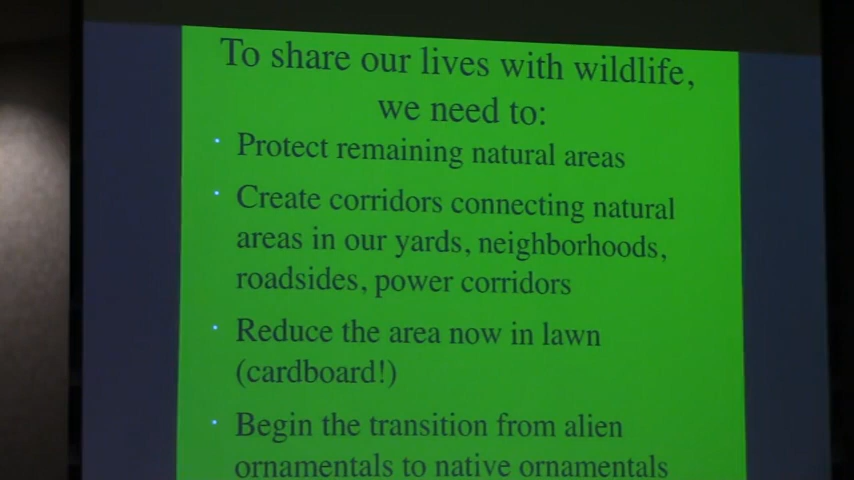 To share our lives with wildlife,
we need to:
• Protect remaining natural areas
• Create corridors connecting natural
areas in our yards, neighborhoods,
roadsides, power corridors
• Reduce the area now in lawn
(cardboard!)
• Begin the transition from alien
ornamentals to native ornamentals